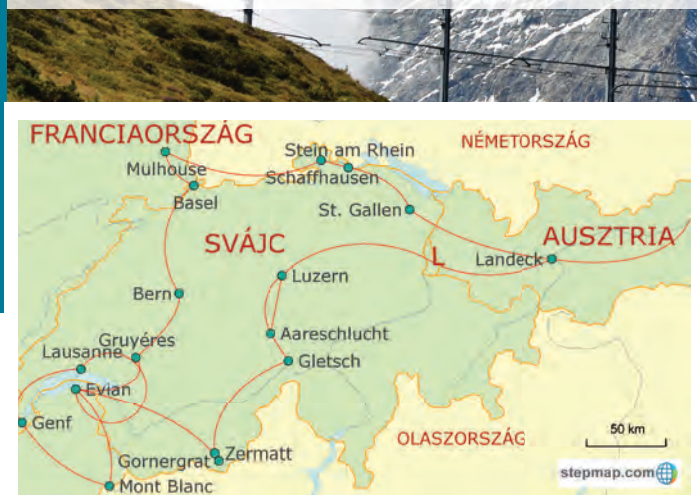 FRANCIAORSZÁG
NÉMETORSZÁG
Stein am Rhein
Mülhouse
Schaffhausen
Basel
St. Gallen
SVÁJC
AUSZTRIA
L
Landeck
Luzern
Bern
Aareschlucht
Gruyéres
Lausanne
Gletsch
Evian
Genf
50 km
OLASZORSZÁG
Zermatt
Gornergrat
stepmap.com
Mont Blanc